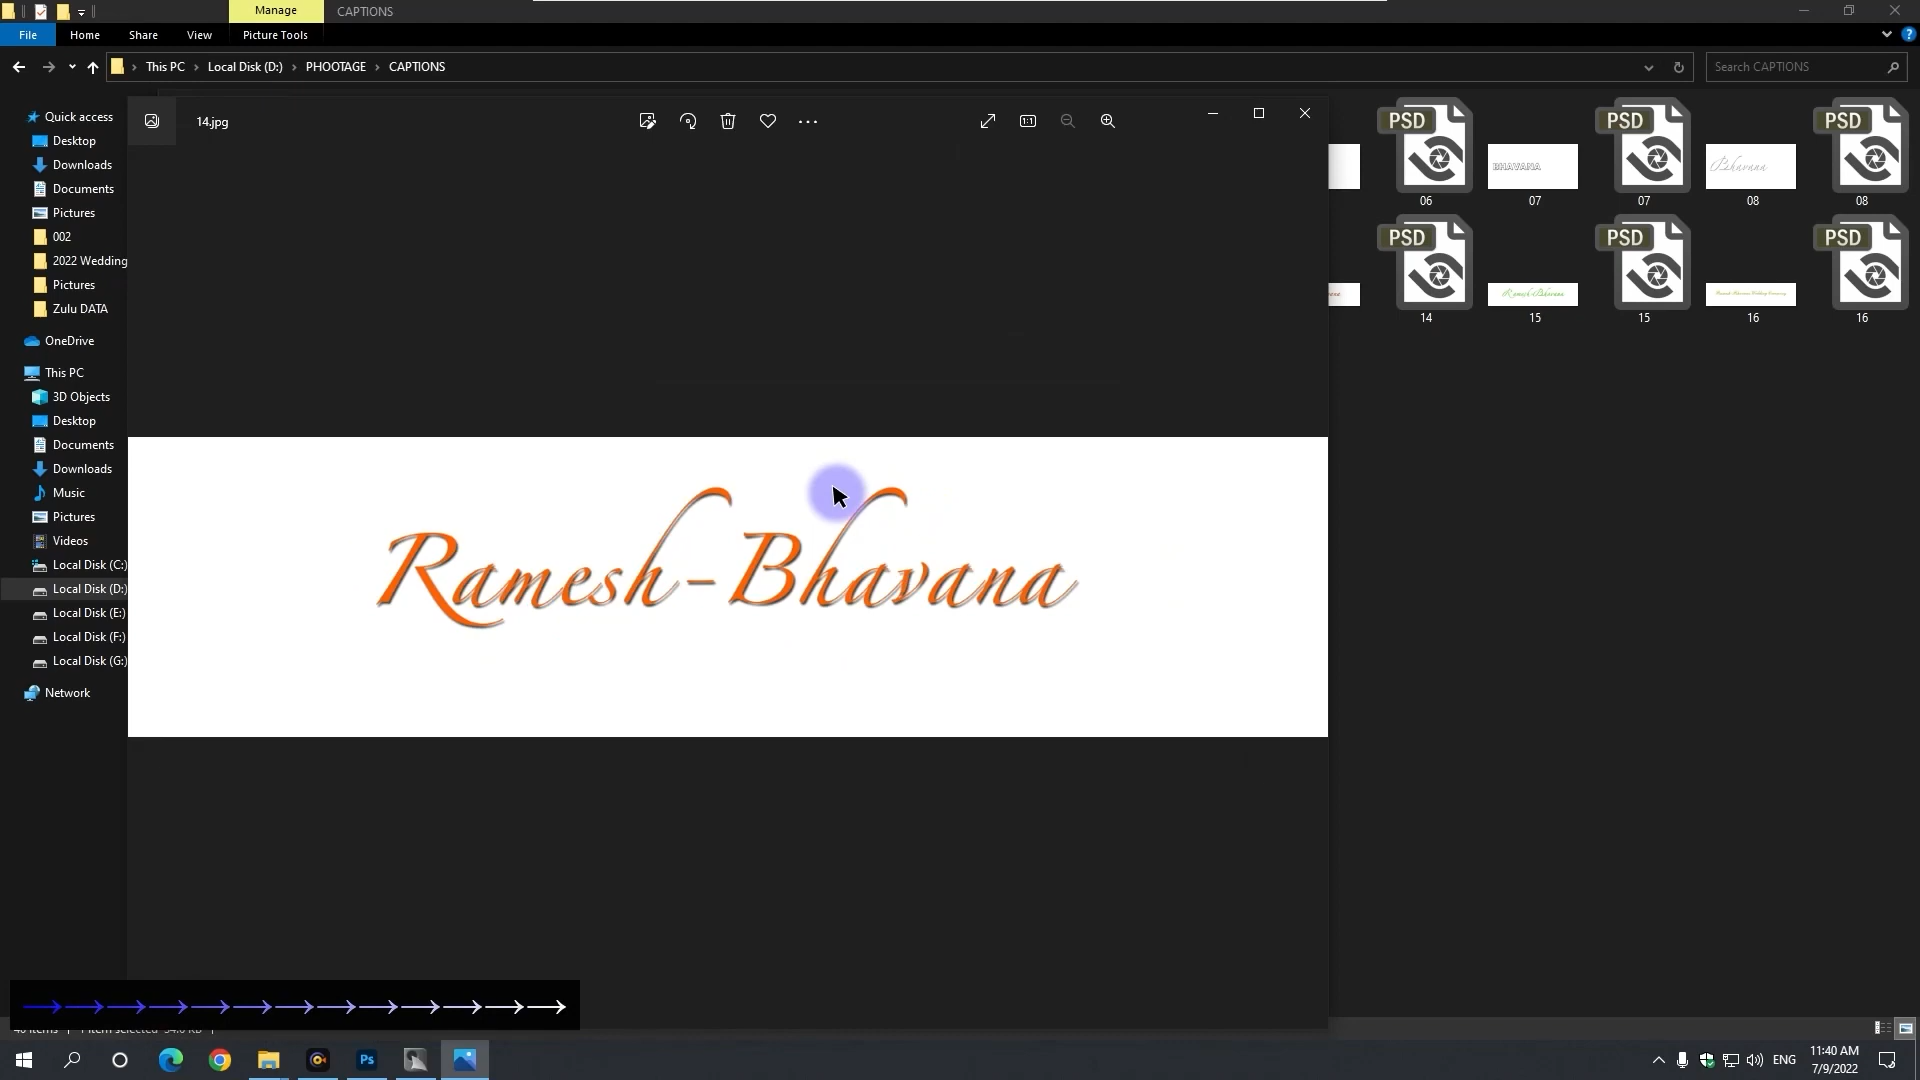 Manage
CAPTIONS
File
Home
Share
View
Picture Tools
This PC
Local Disk (D:)
PHOOTAGE
CAPTIONS
Search CAPTIONS
14.jpg
Quick access
Desktop
Downloads
Documents
Pictures
002
2022 Wedding
Pictures
Zulu DATA
OneDrive
This PC
3D Objects
Desktop
Documents
Downloads
Music
Pictures
Videos
Local Disk (C:)
Local Disk (D:)
Local Disk (E:)
Local Disk (F:)
Local Disk (G:)
Network
Ramesh-Bhavana
PSD
BHAVANA
PSD
Bhavana
PSD
06
07
07
08
08
PSD
Ramesh-Bhavana
PSD
PSD
14
15
15
16
16
Ps
ENG
11:40 AM
7/9/2022